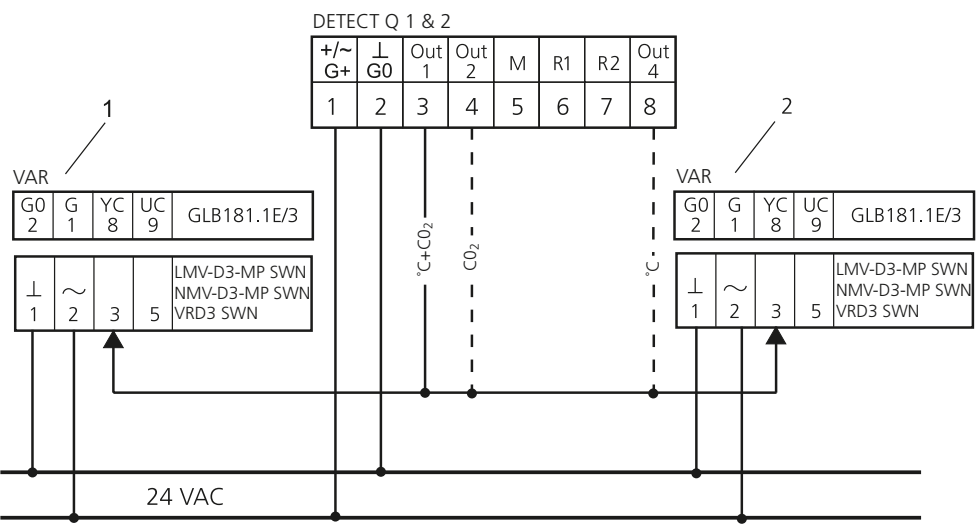 DETECT Q 1 & 2
+/~ ⊥ Out Out M R1 R2 Out
G+ G0 1 2 4
1 2 3 4 5 6 7 8
1
2
VAR
G0 G YC UC GLB181.1E/3
2 1 8 9
⊥ ~ LMV-D3-MP SWN
NMV-D3-MP SWN
1 2 3 5 VRD3 SWN
°C+CO₂
CO₂
°C
VAR
G0 G YC UC GLB181.1E/3
2 1 8 9
⊥ ~ LMV-D3-MP SWN
NMV-D3-MP SWN
1 2 3 5 VRD3 SWN
24 VAC